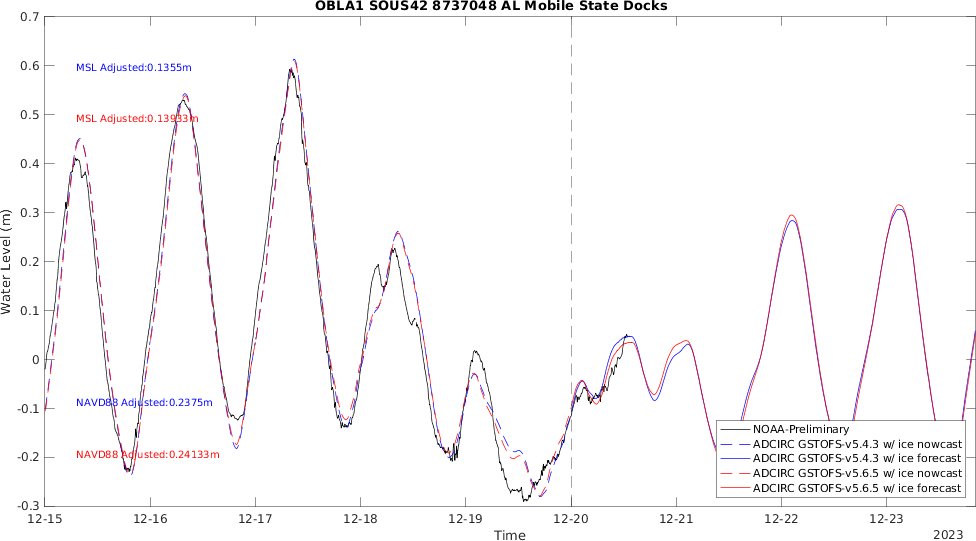 OBLA1 SOUS42 8737048 AL Mobile State Docks
0.7
0.6
0.5
0.4
0.3
0.2
0.1
0
-0.1
-0.2
-0.3
Water Level (m)
MSL Adjusted:0.1355m
MSL Adjusted:0.13933m
NAVD88 Adjusted:0.2375m
NAVD88 Adjusted:0.24133m
NOAA-Preliminary
ADCIRC GSTOFS-v5.4.3 w/ ice nowcast
ADCIRC GSTOFS-v5.4.3 w/ ice forecast
ADCIRC GSTOFS-v5.6.5 w/ ice nowcast
ADCIRC GSTOFS-v5.6.5 w/ ice forecast
12-15 12-16 12-17 12-18 12-19 12-20 12-21 12-22 12-23
Time
2023